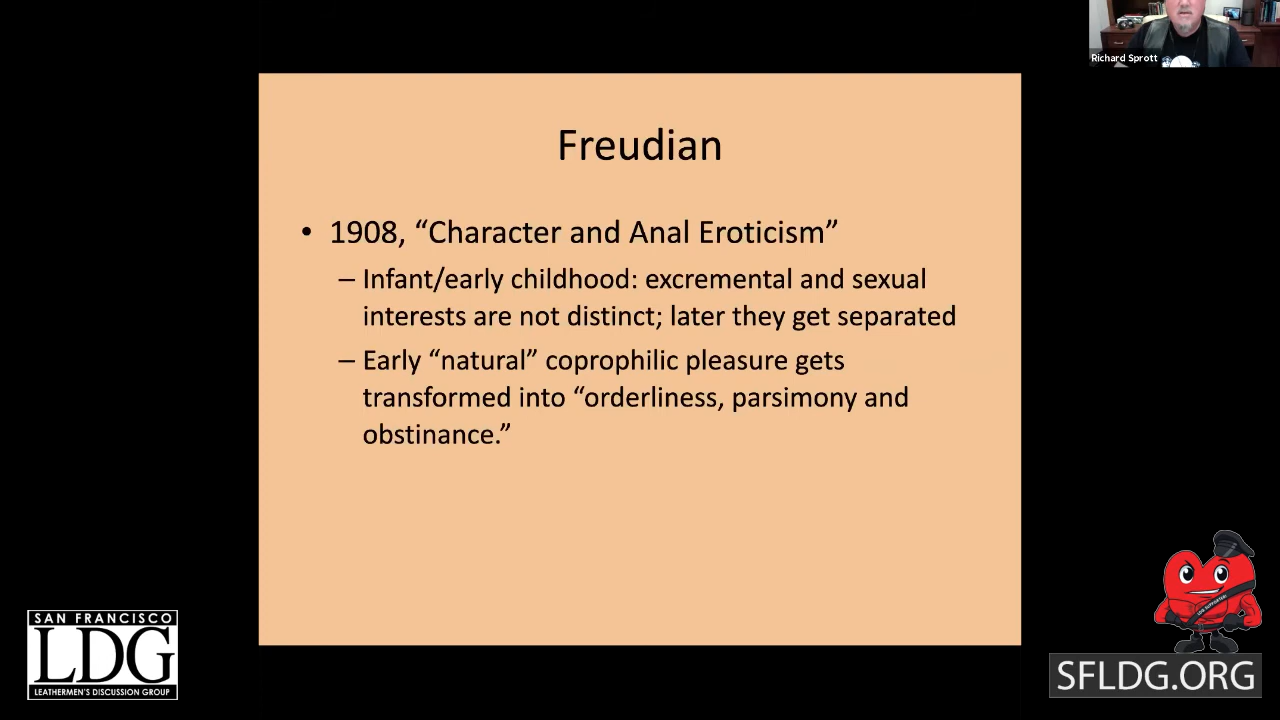 Richard Sprott
Freudian
• 1908, “Character and Anal Eroticism”
– Infant/early childhood: excremental and sexual
interests are not distinct; later they get separated
– Early “natural” coprophilic pleasure gets
transformed into “orderliness, parsimony and
obstinance.”
SAN FRANCISCO
LDG
LEATHERMEN'S DISCUSSION GROUP
LDG SUPPORTER!
SFLDG.ORG